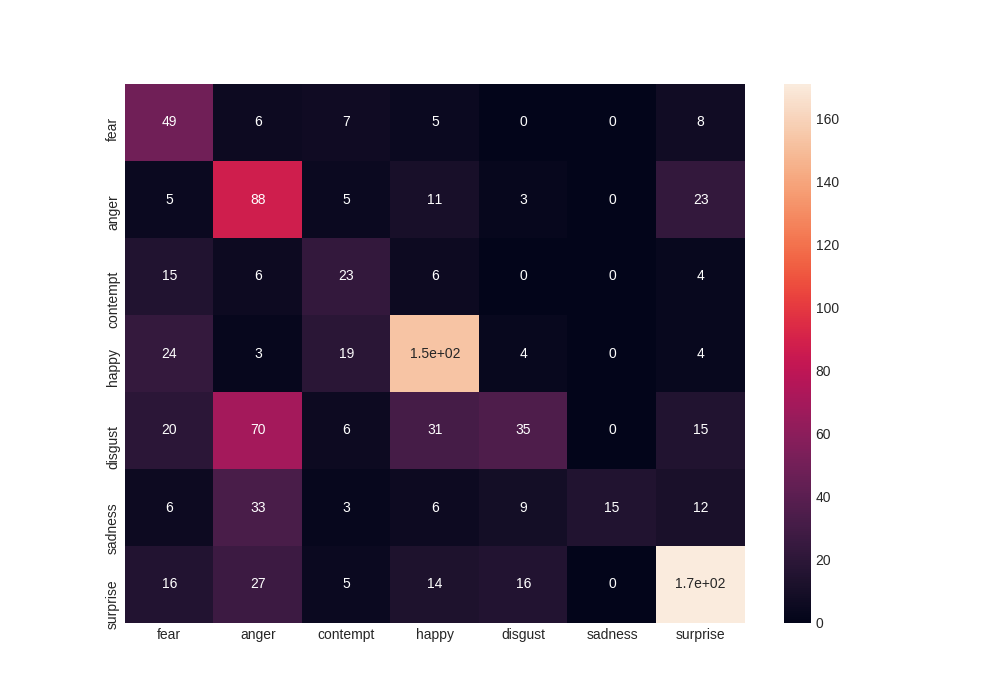 fear 49 6 7 5 0 0 8
anger 5 88 5 11 3 0 23
contempt 15 6 23 6 0 0 4
happy 24 3 19 1.5e+02 4 0 4
disgust 20 70 6 31 35 0 15
sadness 6 33 3 6 9 15 12
surprise 16 27 5 14 16 0 1.7e+02
fear anger contempt happy disgust sadness surprise
160
140
120
100
80
60
40
20
0